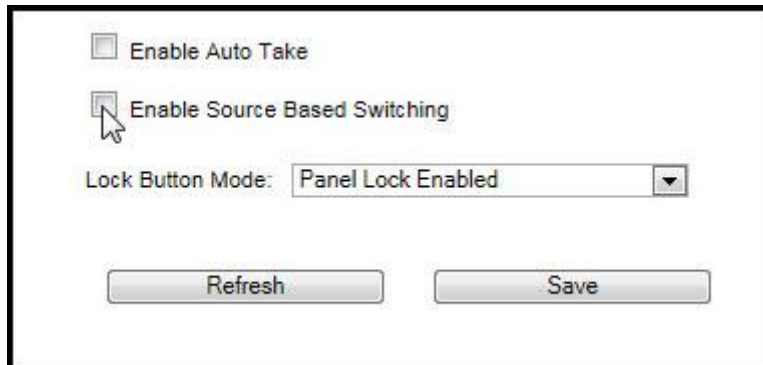 Enable Auto Take
Enable Source Based Switching
Lock Button Mode: Panel Lock Enabled
Refresh Save